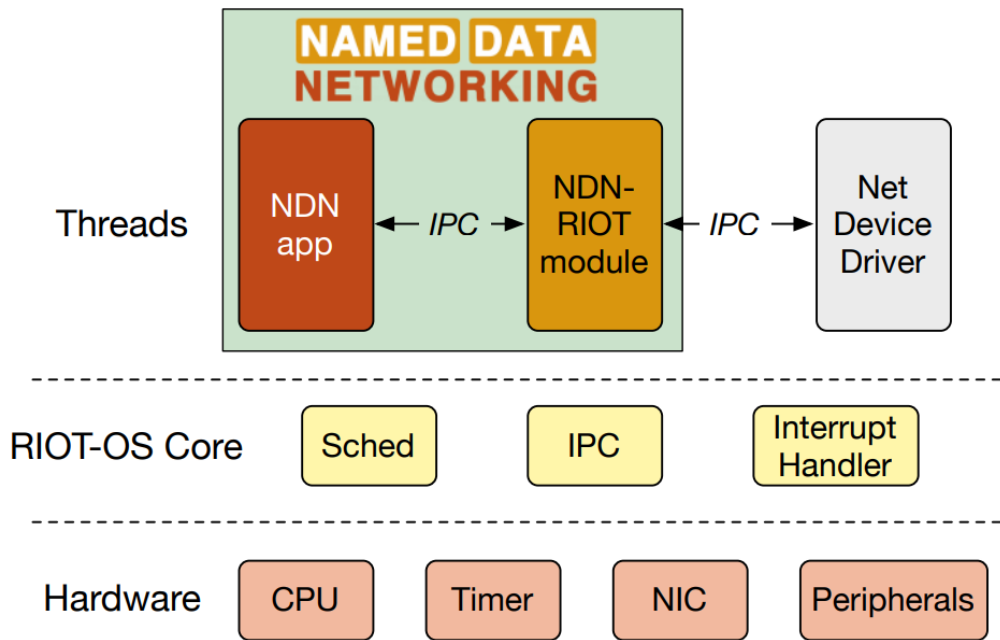 NAMED DATA
NETWORKING
Threads
NDN
app
IPC
NDN-
RIOT
module
IPC
Net
Device
Driver
RIOT-OS Core
Sched
IPC
Interrupt
Handler
Hardware
CPU
Timer
NIC
Peripherals